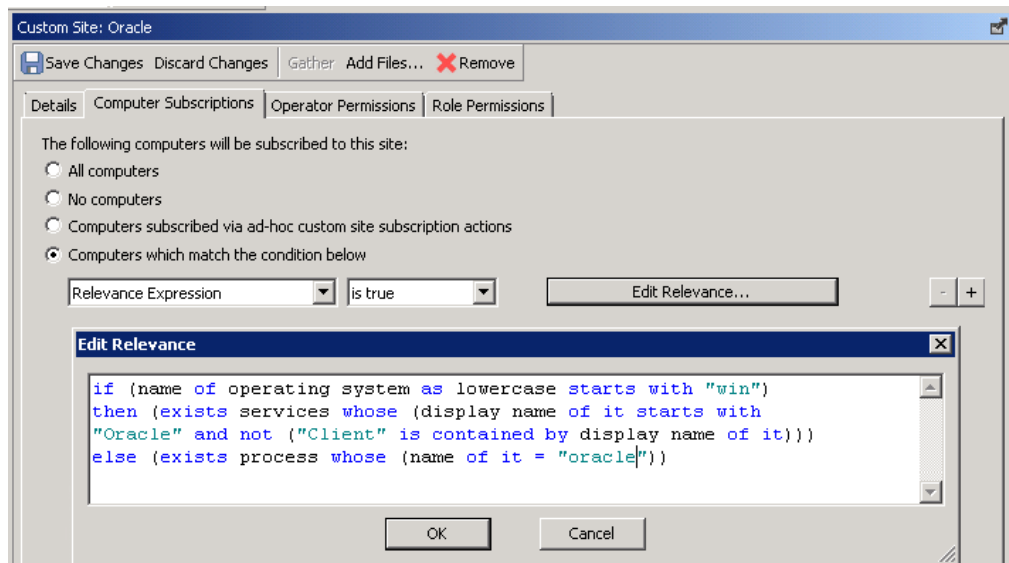 Custom Site: Oracle
Save Changes Discard Changes Gather Add Files... Remove
Details Computer Subscriptions Operator Permissions Role Permissions
The following computers will be subscribed to this site:
All computers
No computers
Computers subscribed via ad-hoc custom site subscription actions
Computers which match the condition below
Relevance Expression is true Edit Relevance... - +
Edit Relevance
if (name of operating system as lowercase starts with "win")
then (exists services whose (display name of it starts with
"Oracle" and not ("Client" is contained by display name of it)))
else (exists process whose (name of it = "oracle"))
OK Cancel